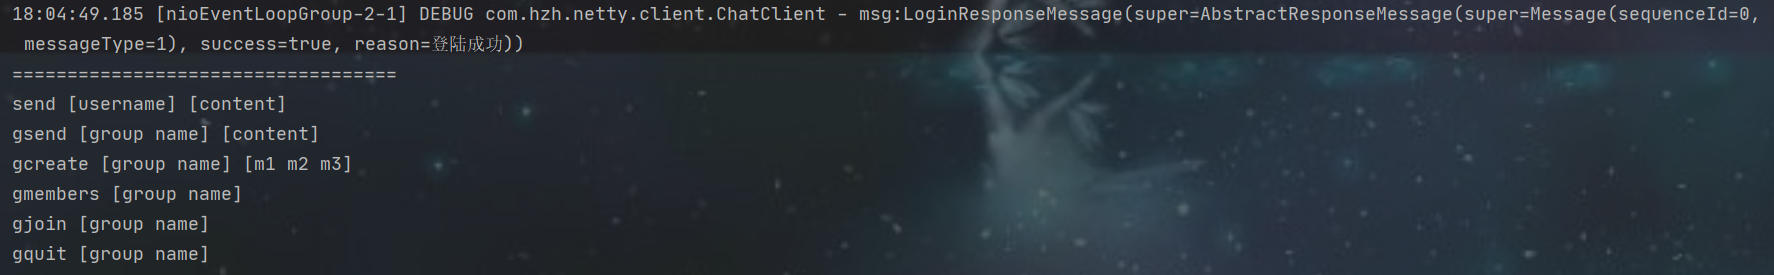 18:04:49.185 [nioEventLoopGroup-2-1] DEBUG com.hzh.netty.client.ChatClient - msg:LoginResponseMessage(super=AbstractResponseMessage(super=Message(sequenceId=0,
messageType=1), success=true, reason=登陆成功))
===================================
send [username] [content]
gsend [group name] [content]
gcreate [group name] [m1 m2 m3]
gmembers [group name]
gjoin [group name]
gquit [group name]